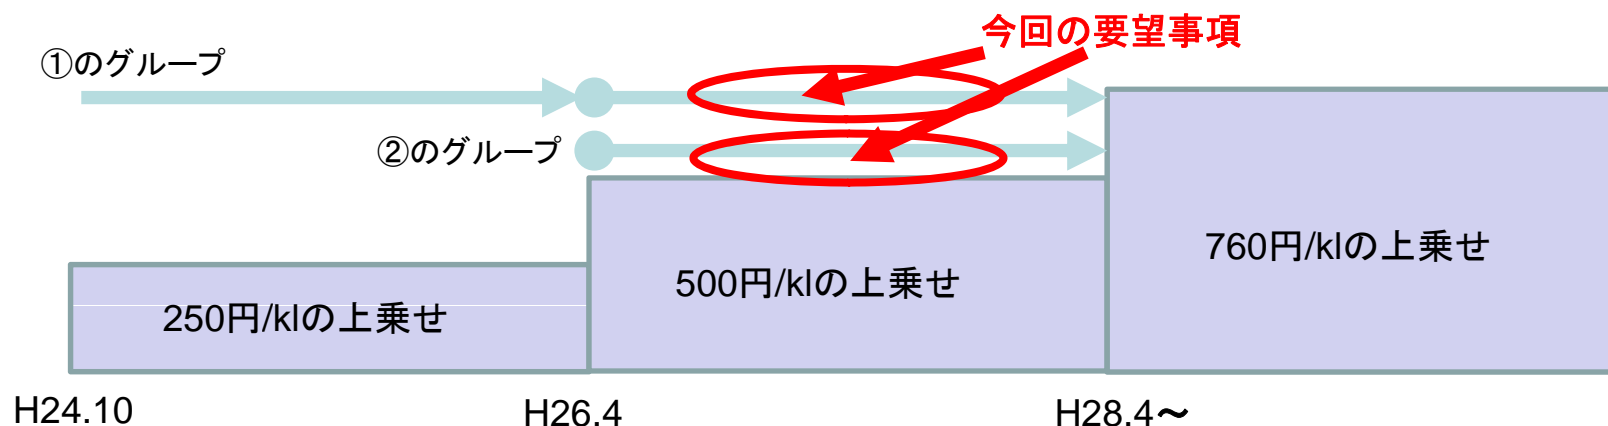 今回の要望事項
①のグループ
②のグループ
250円/klの上乗せ
500円/klの上乗せ
760円/klの上乗せ
H24.10
H26.4
H28.4～